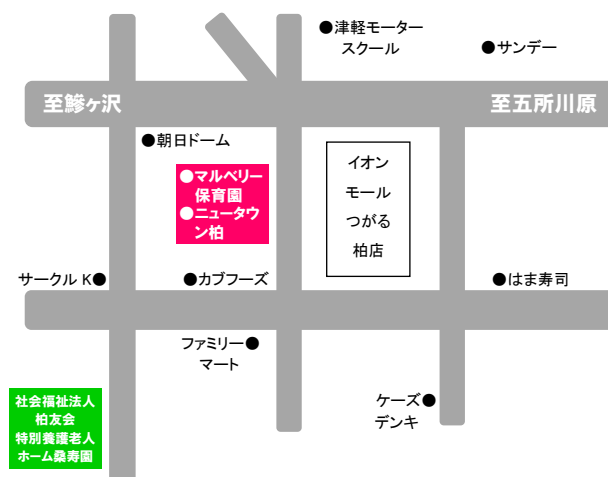 ●津軽モーター
スクール
●サンデー
至鰺ヶ沢
至五所川原
●朝日ドーム
●マルベリー
保育園
●ニュータウ
ン柏
イオン
モール
つがる
柏店
サークル K●
●カブフーズ
●はま寿司
ファミリー●
マート
ケーズ●
デンキ
社会福祉法人
柏友会
特別養護老人
ホーム桑寿園